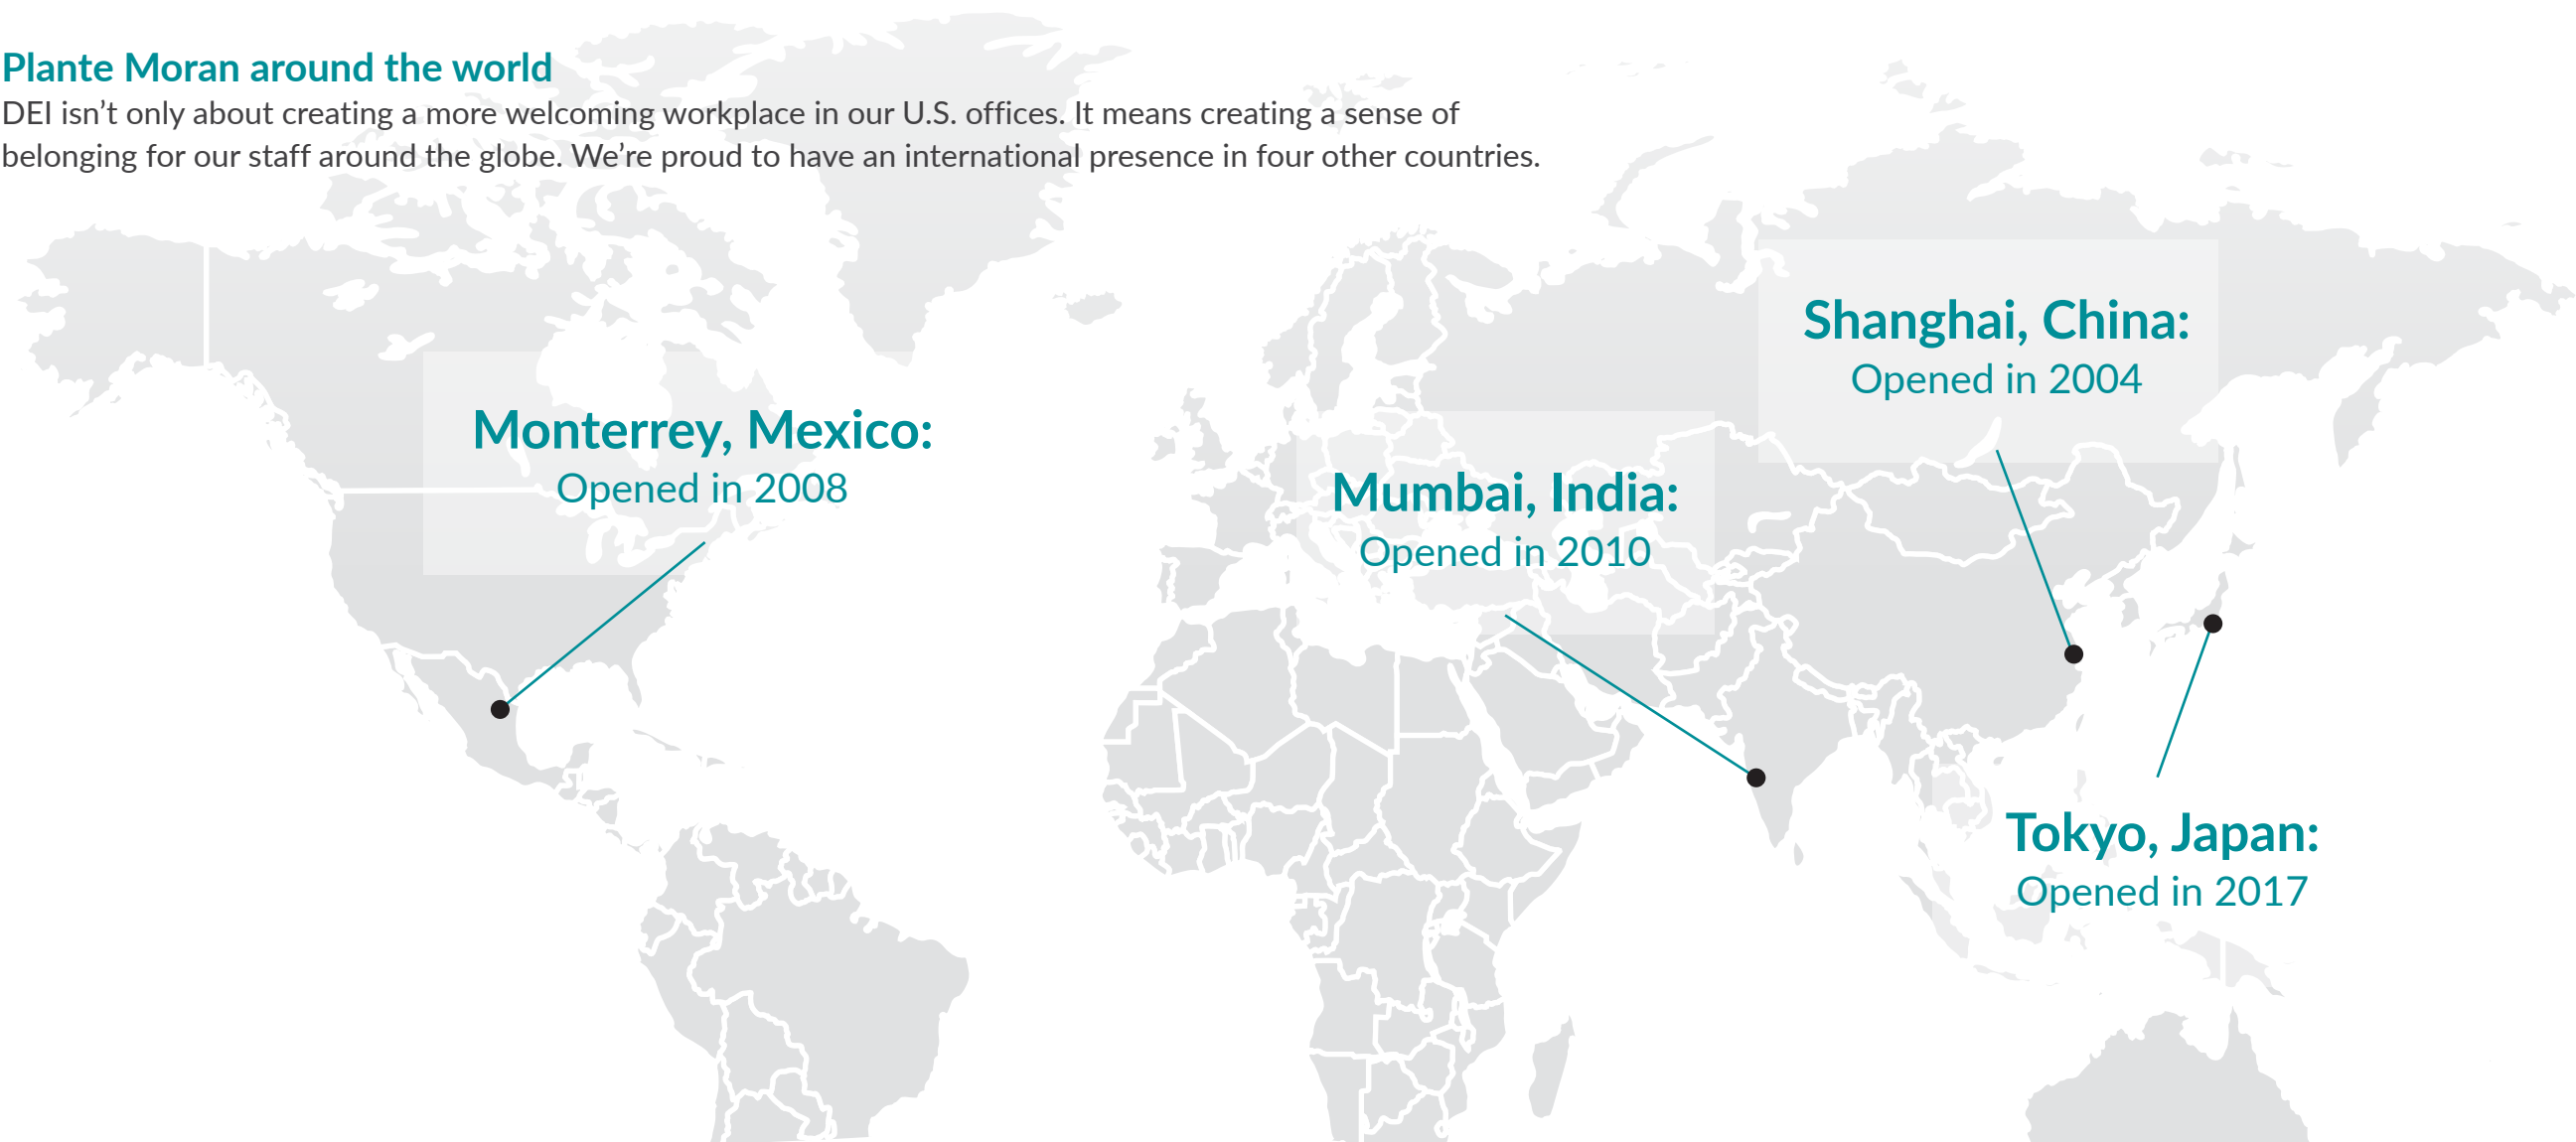 Plante Moran around the world
DEI isn’t only about creating a more welcoming workplace in our U.S. offices. It means creating a sense of
belonging for our staff around the globe. We’re proud to have an international presence in four other countries.
Monterrey, Mexico:
Opened in 2008
Mumbai, India:
Opened in 2010
Shanghai, China:
Opened in 2004
Tokyo, Japan:
Opened in 2017